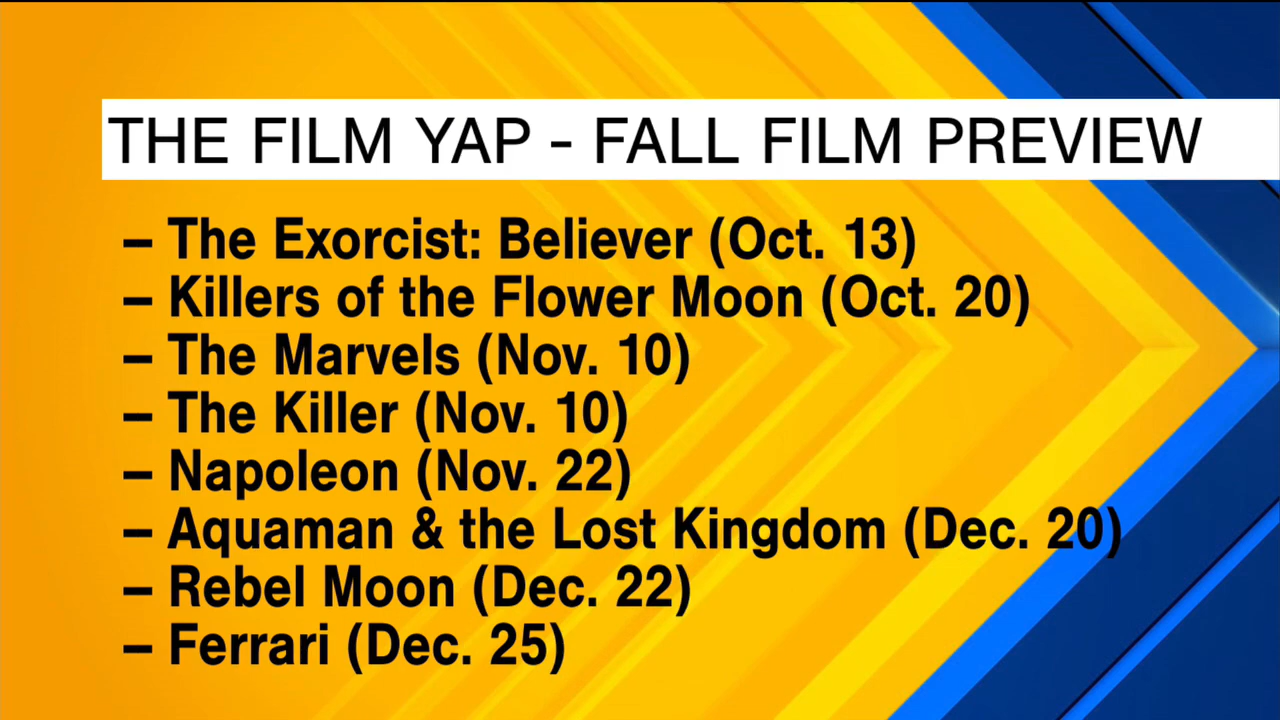 THE FILM YAP - FALL FILM PREVIEW
– The Exorcist: Believer (Oct. 13)
– Killers of the Flower Moon (Oct. 20)
– The Marvels (Nov. 10)
– The Killer (Nov. 10)
– Napoleon (Nov. 22)
– Aquaman & the Lost Kingdom (Dec. 20)
– Rebel Moon (Dec. 22)
– Ferrari (Dec. 25)